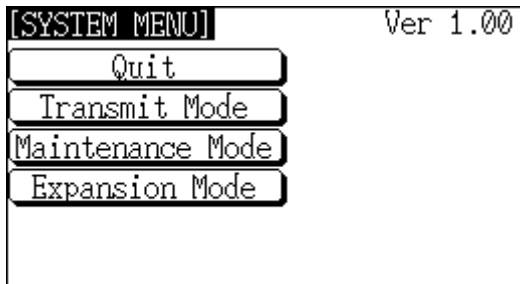 [SYSTEM MENU] Ver 1.00
Quit
Transmit Mode
Maintenance Mode
Expansion Mode